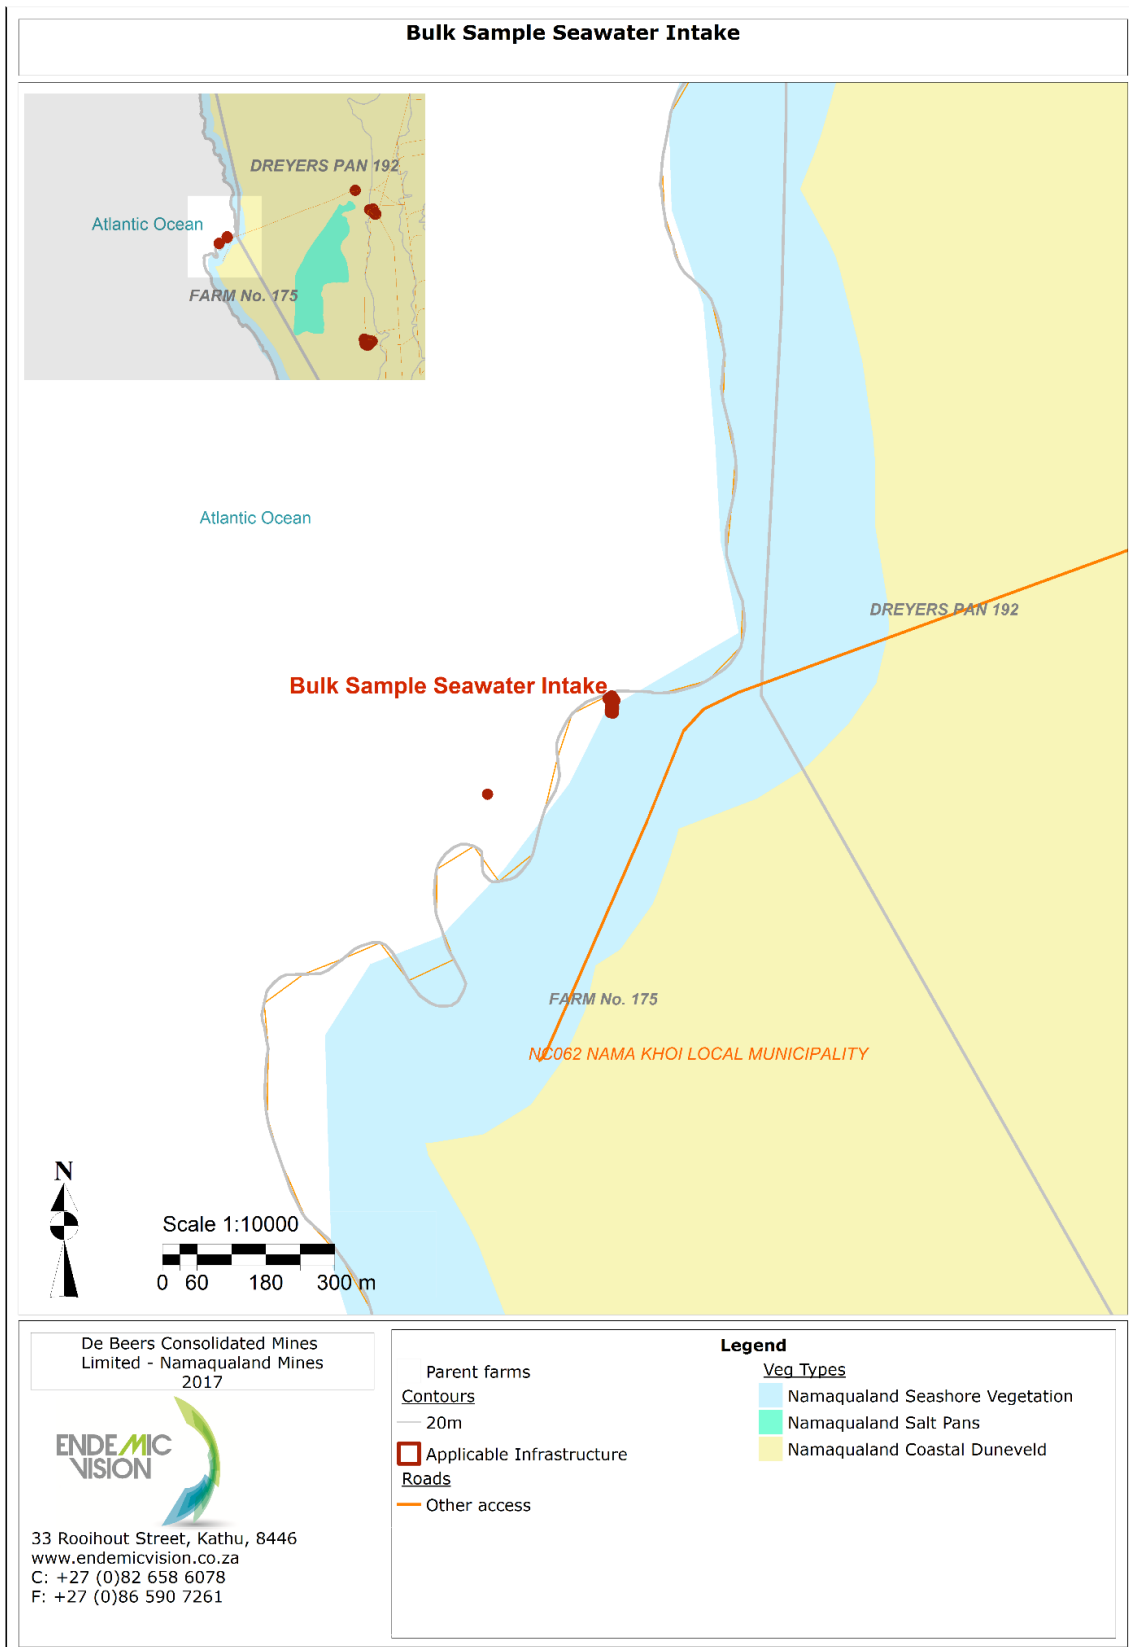 Bulk Sample Seawater Intake
DREYERS PAN 192
Atlantic Ocean
FARM No. 175
Atlantic Ocean
DREYERS PAN 192
Bulk Sample Seawater Intake
FARM No. 175
NC062 NAMA KHOI LOCAL MUNICIPALITY
N
Scale 1:10000
0 60 180 300 m
De Beers Consolidated Mines
Limited - Namaqualand Mines
2017
ENDEMIC
VISION
33 Rooihout Street, Kathu, 8446
www.endemicvision.co.za
C: +27 (0)82 658 6078
F: +27 (0)86 590 7261
Legend
Parent farms
Contours
20m
Applicable Infrastructure
Roads
Other access
Veg Types
Namaqualand Seashore Vegetation
Namaqualand Salt Pans
Namaqualand Coastal Duneveld